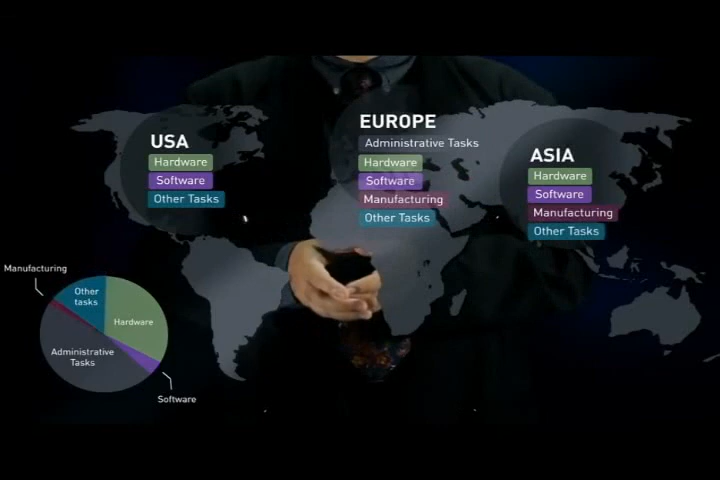 USA
Hardware
Software
Other Tasks
EUROPE
Administrative Tasks
Hardware
Software
Manufacturing
Other Tasks
ASIA
Hardware
Software
Manufacturing
Other Tasks
Manufacturing
Other
tasks
Hardware
Administrative
Tasks
Software